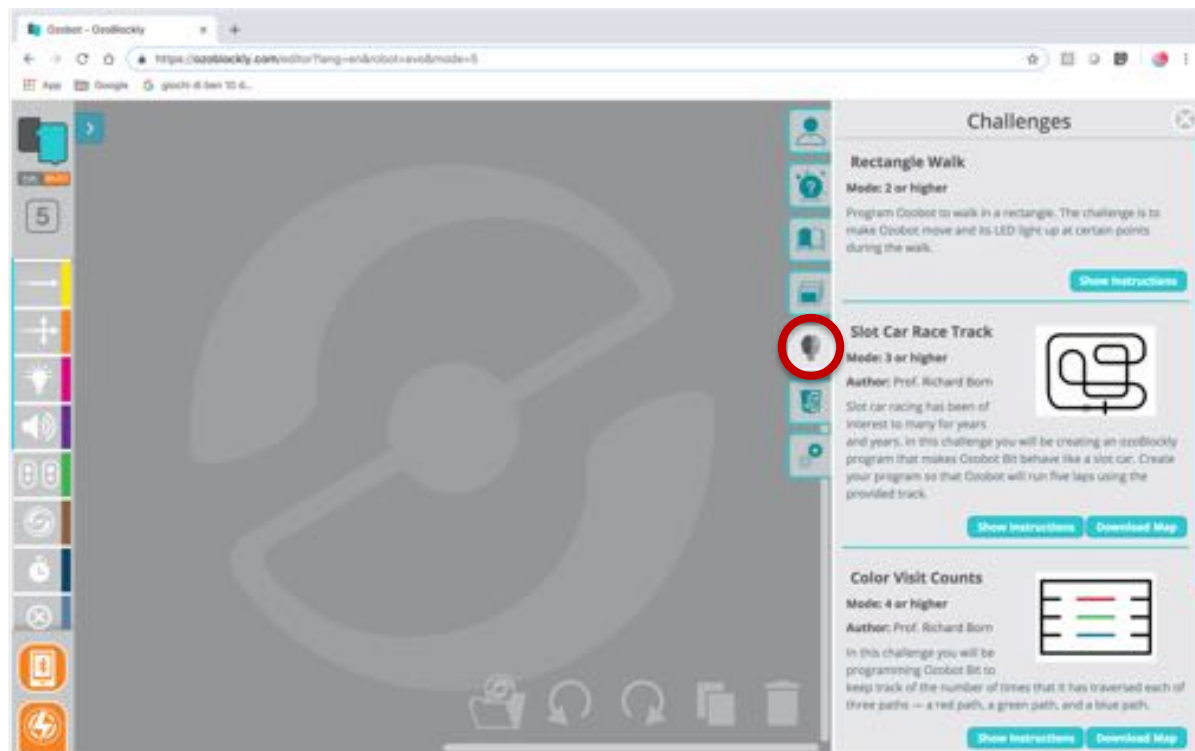 Ozobot - OzoBlockly
https://ozoblockly.com/editor?lang=en&robot=evo&mode=5
App Google giochi di ben 10 d...
Challenges
5
Rectangle Walk
Mode: 2 or higher
Program Ozobot to walk in a rectangle. The challenge is to
make Ozobot move and its LED light up at certain points
during the walk.
Show Instructions
Slot Car Race Track
Mode: 3 or higher
Author: Prof. Richard Born
Slot car racing has been of
interest to many for years
and years. In this challenge you will be creating an ozoBlockly
program that makes Ozobot Bit behave like a slot car. Create
your program so that Ozobot will run five laps using the
provided track.
Show Instructions Download Map
Color Visit Counts
Mode: 4 or higher
Author: Prof. Richard Born
In this challenge you will be
programming Ozobot Bit to
keep track of the number of times that it has traversed each of
three paths — a red path, a green path, and a blue path.
Show Instructions Download Map